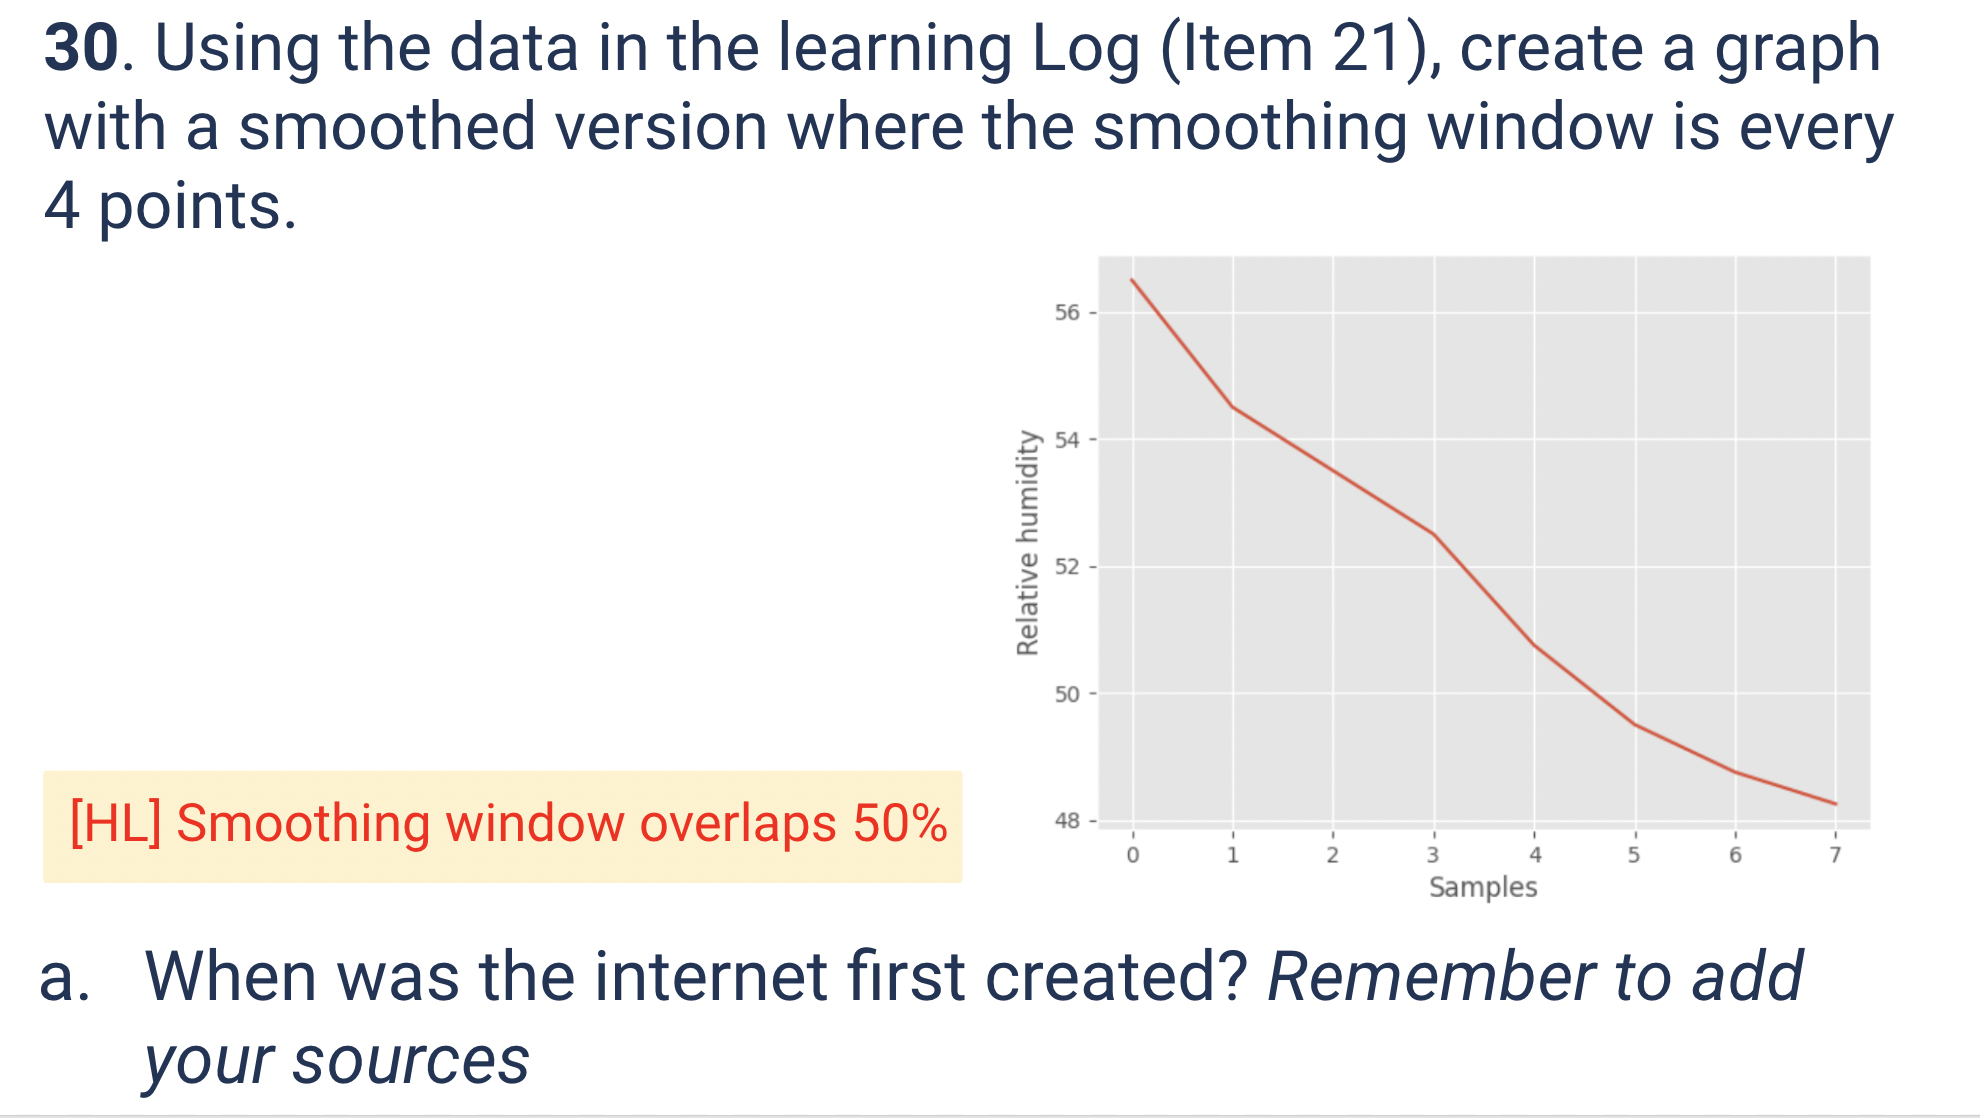 30. Using the data in the learning Log (Item 21), create a graph
with a smoothed version where the smoothing window is every
4 points.
56
54
52
50
48
Relative humidity
0 1 2 3 4 5 6 7
Samples
[HL] Smoothing window overlaps 50%
a. When was the internet first created? Remember to add
your sources